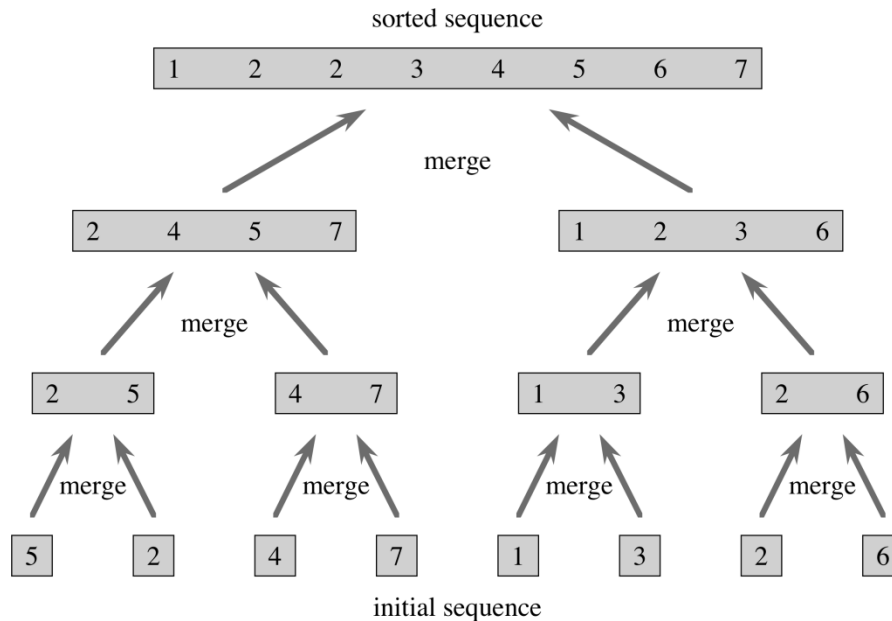 sorted sequence
1 2 2 3 4 5 6 7
merge
2 4 5 7
1 2 3 6
merge
merge
2 5
4 7
1 3
2 6
merge
merge
merge
merge
5
2
4
7
1
3
2
6
initial sequence